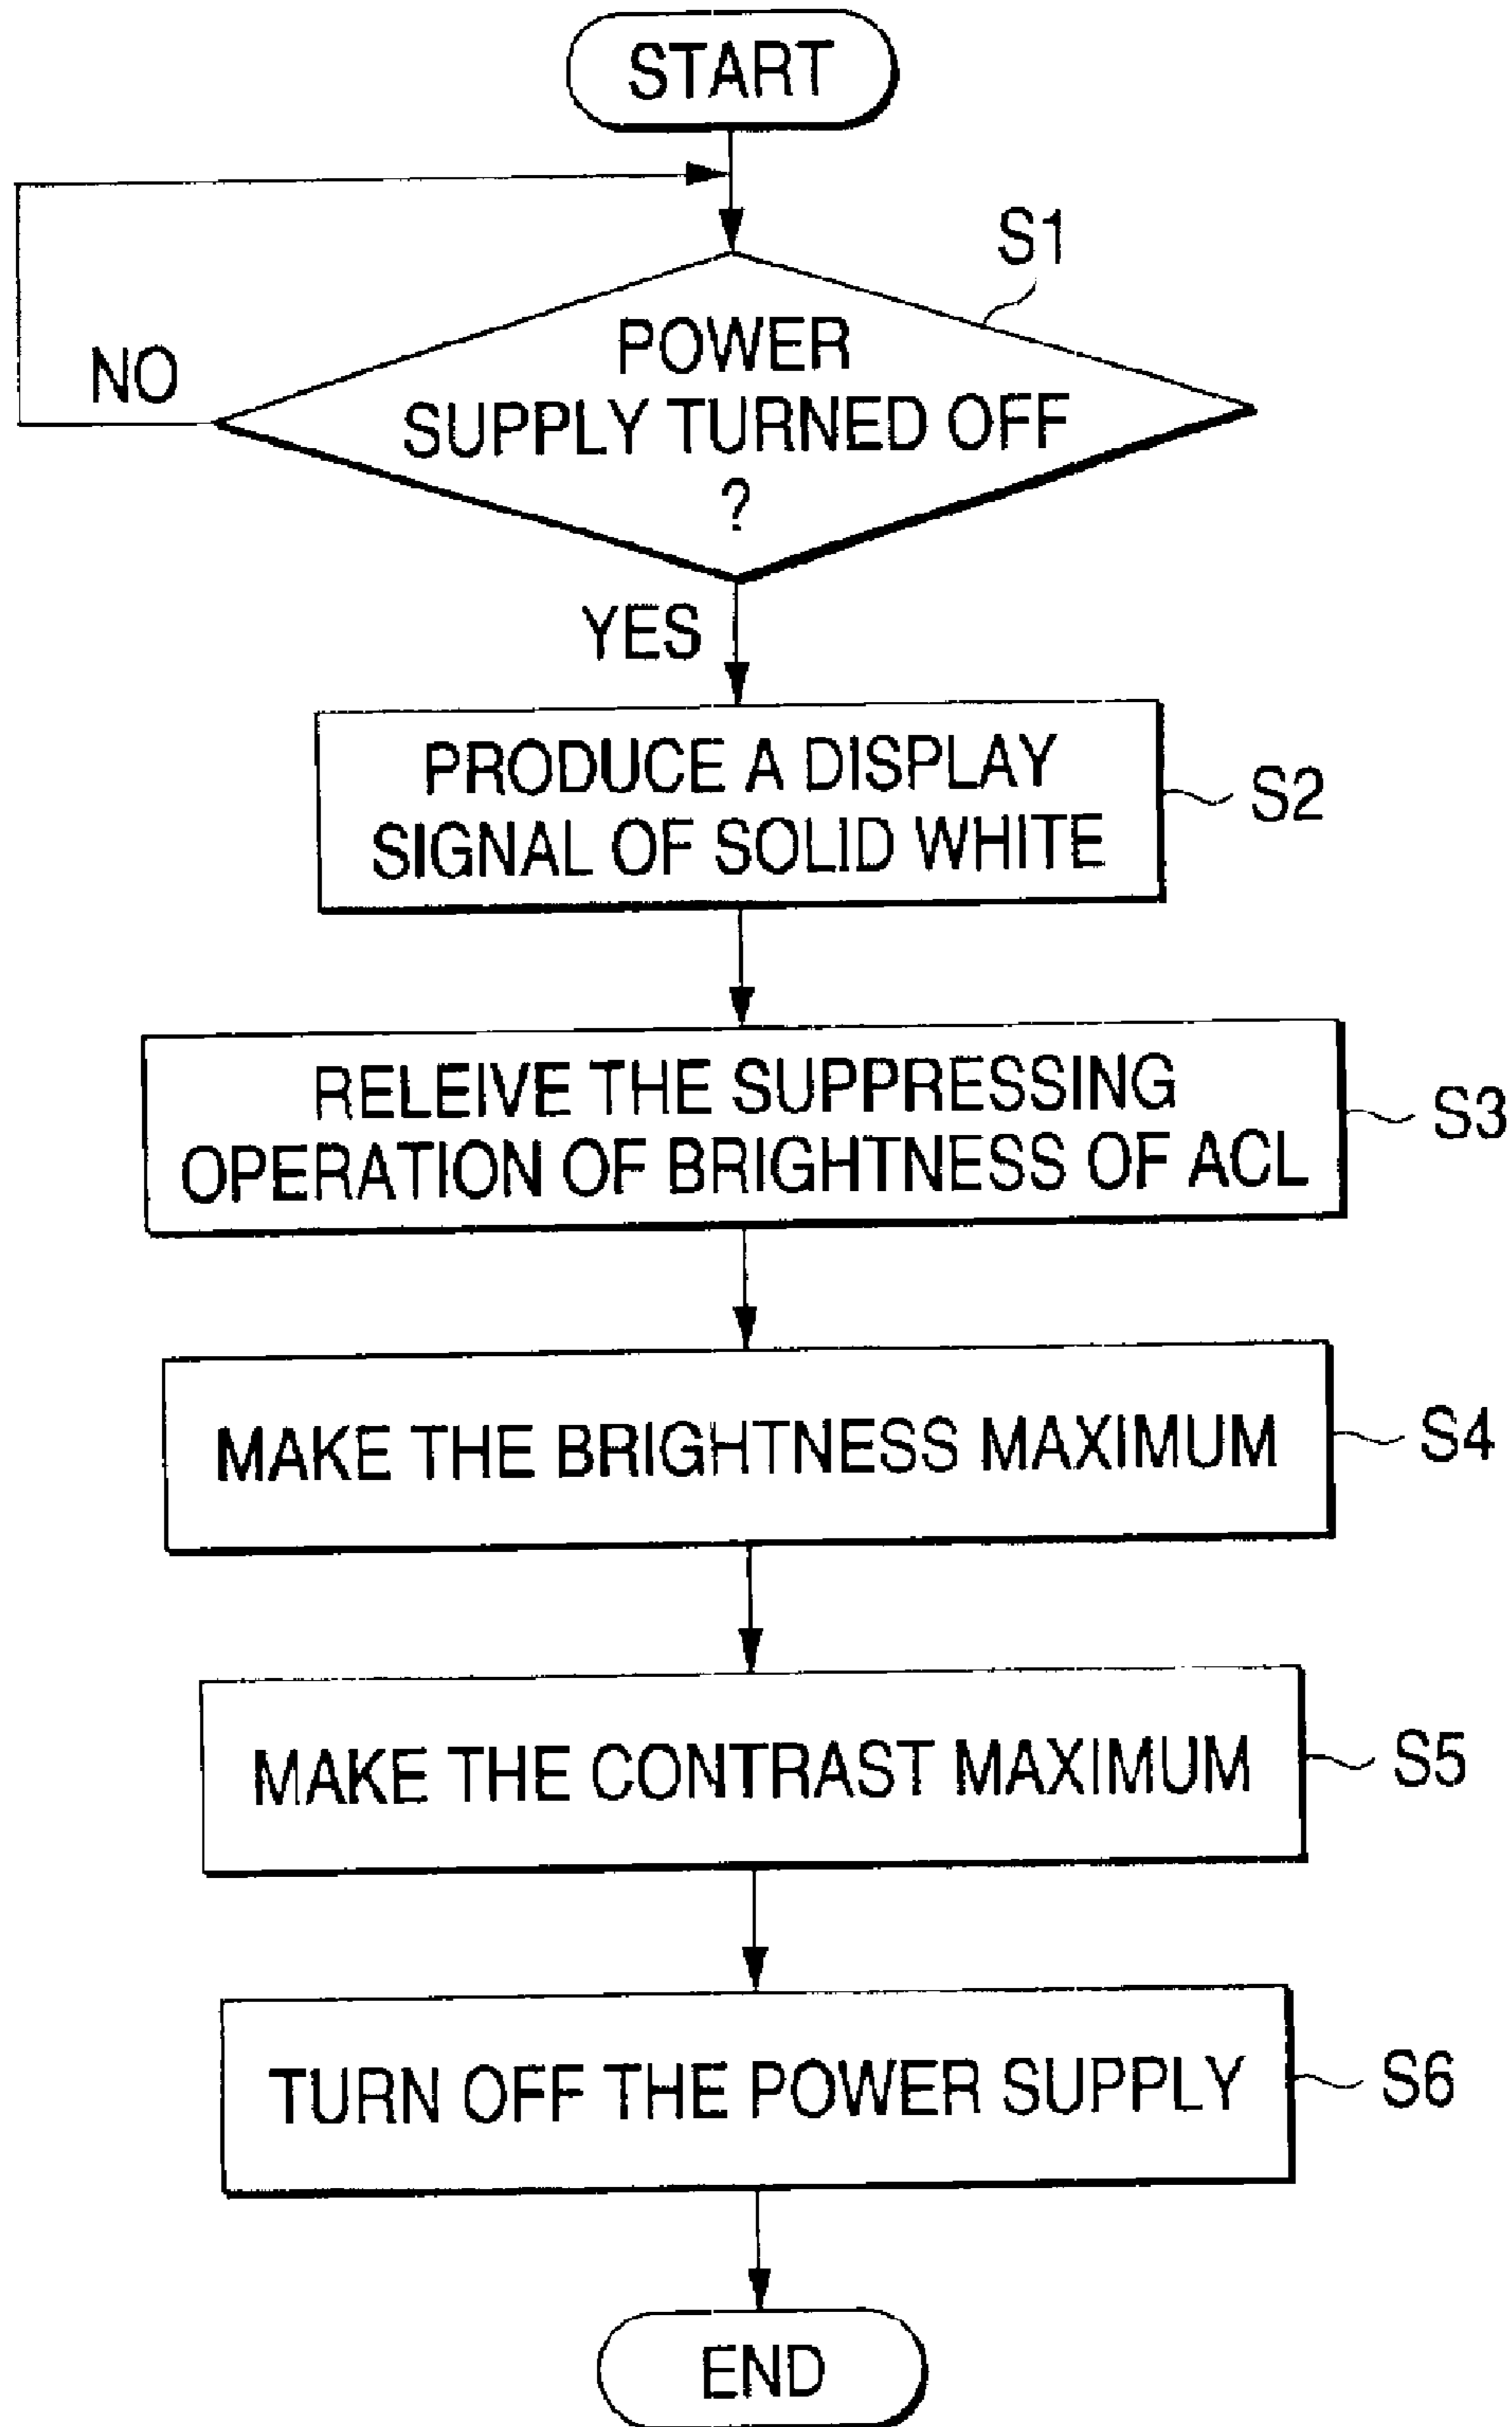 START
S1
POWER
SUPPLY TURNED OFF
?
NO
YES
PRODUCE A DISPLAY
SIGNAL OF SOLID WHITE
S2
RELEIVE THE SUPPRESSING
OPERATION OF BRIGHTNESS OF ACL
S3
MAKE THE BRIGHTNESS MAXIMUM
S4
MAKE THE CONTRAST MAXIMUM
S5
TURN OFF THE POWER SUPPLY
S6
END